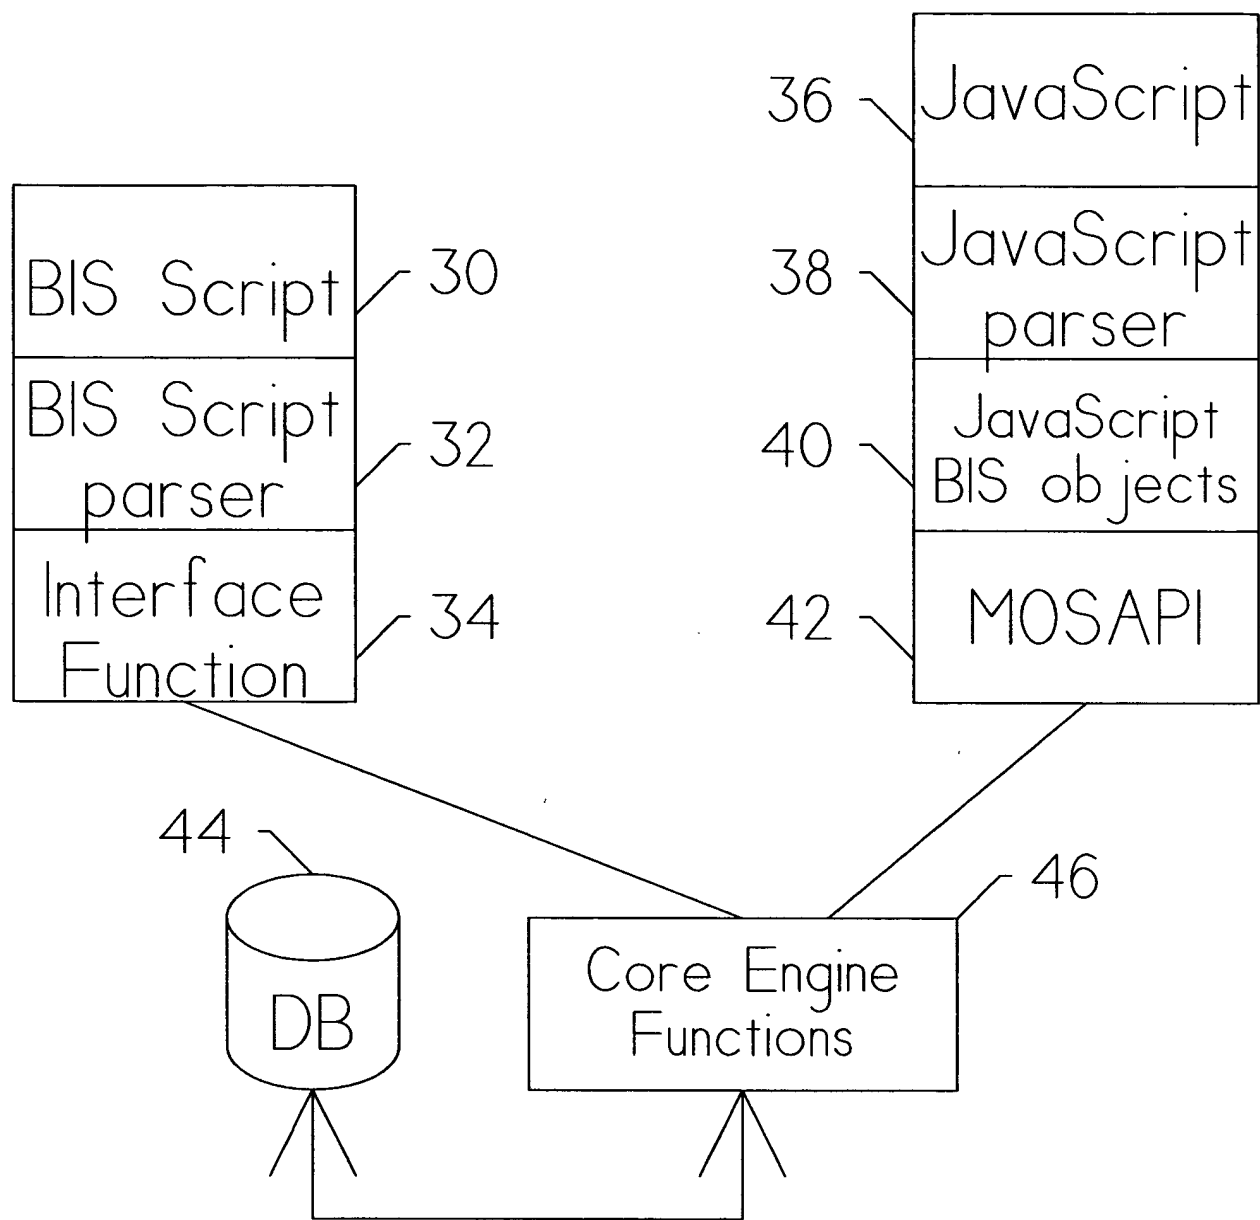 BIS Script
30
BIS Script
parser
32
Interface
Function
34
36
JavaScript
38
JavaScript
parser
40
JavaScript
BIS objects
42
MOSAPI
44
DB
46
Core Engine
Functions